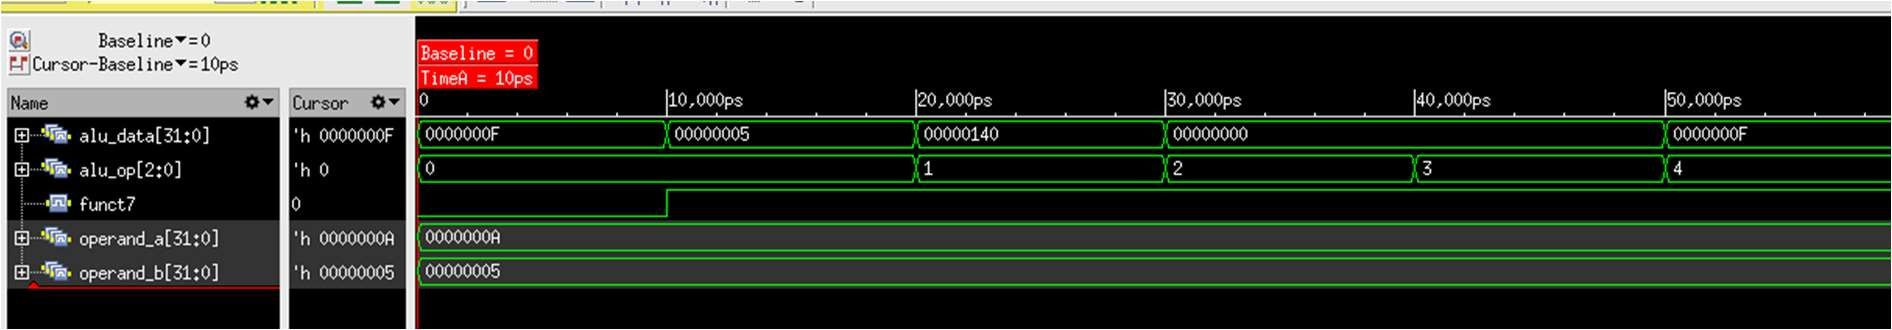 Baseline▼=0
Cursor-Baseline▼=10ps
Baseline = 0
TimeA = 10ps
Name Cursor 0 10,000ps 20,000ps 30,000ps 40,000ps 50,000ps
alu_data[31:0] 'h 0000000F 0000000F 00000005 00000140 00000000 0000000F
alu_op[2:0] 'h 0 0 1 2 3 4
funct7 0
operand_a[31:0] 'h 0000000A 0000000A
operand_b[31:0] 'h 00000005 00000005